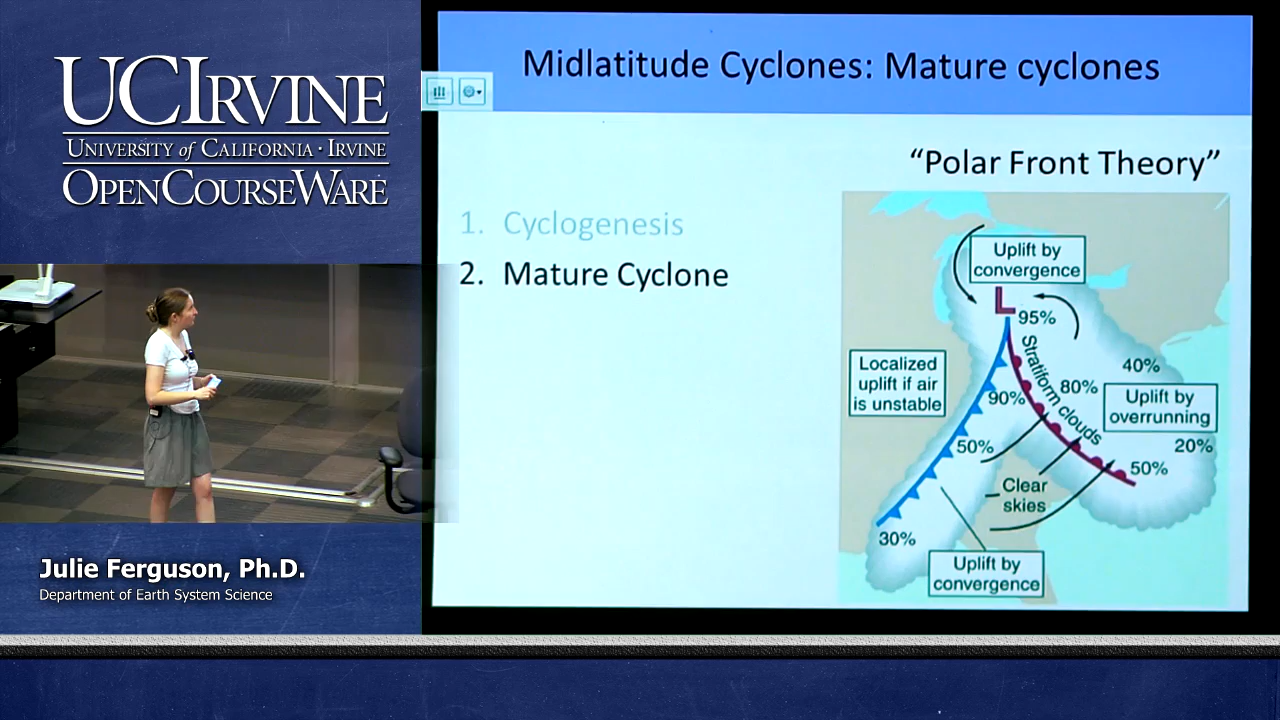 UCIRVINE
UNIVERSITY of CALIFORNIA · IRVINE
OPENCOURSEWARE
Julie Ferguson, Ph.D.
Department of Earth System Science
Midlatitude Cyclones: Mature cyclones
“Polar Front Theory”
1. Cyclogenesis
2. Mature Cyclone
Uplift by
convergence
L
95%
Localized
uplift if air
is unstable
Stratiform clouds
40%
80%
90%
Uplift by
overrunning
50%
20%
50%
Clear
skies
30%
Uplift by
convergence